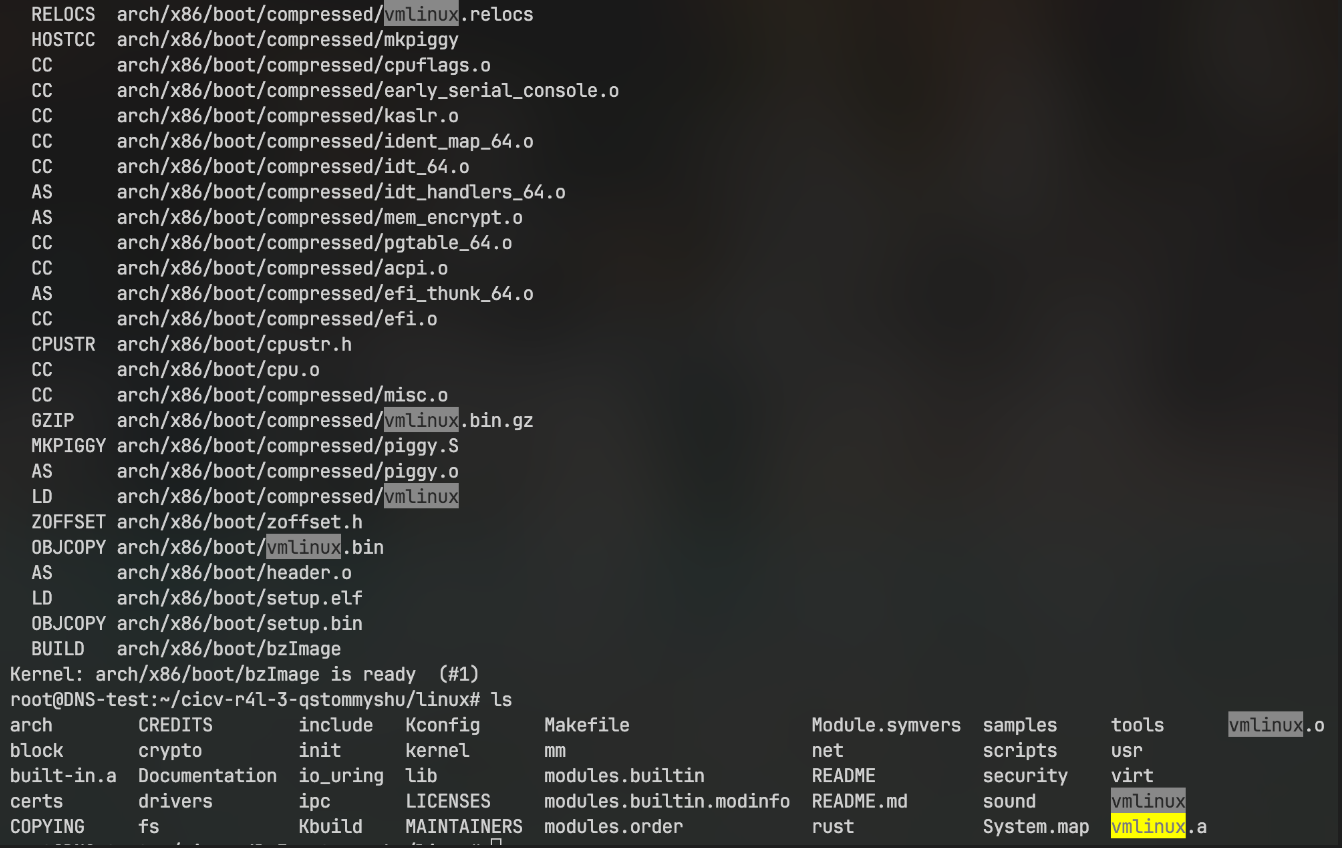 RELOCS  arch/x86/boot/compressed/vmlinux.relocs
HOSTCC  arch/x86/boot/compressed/mkpiggy
CC      arch/x86/boot/compressed/cpuflags.o
CC      arch/x86/boot/compressed/early_serial_console.o
CC      arch/x86/boot/compressed/kaslr.o
CC      arch/x86/boot/compressed/ident_map_64.o
CC      arch/x86/boot/compressed/idt_64.o
AS      arch/x86/boot/compressed/idt_handlers_64.o
AS      arch/x86/boot/compressed/mem_encrypt.o
CC      arch/x86/boot/compressed/pgtable_64.o
CC      arch/x86/boot/compressed/acpi.o
AS      arch/x86/boot/compressed/efi_thunk_64.o
CC      arch/x86/boot/compressed/efi.o
CPUSTR  arch/x86/boot/cpustr.h
CC      arch/x86/boot/cpu.o
CC      arch/x86/boot/compressed/misc.o
GZIP    arch/x86/boot/compressed/vmlinux.bin.gz
MKPIGGY arch/x86/boot/compressed/piggy.S
AS      arch/x86/boot/compressed/piggy.o
LD      arch/x86/boot/compressed/vmlinux
ZOFFSET arch/x86/boot/zoffset.h
OBJCOPY arch/x86/boot/vmlinux.bin
AS      arch/x86/boot/header.o
LD      arch/x86/boot/setup.elf
OBJCOPY arch/x86/boot/setup.bin
BUILD   arch/x86/boot/bzImage
Kernel: arch/x86/boot/bzImage is ready  (#1)
root@DNS-test:~/cicv-r4l-3-qstommyshu/linux# ls
arch        CREDITS        include   Kconfig      Makefile                 Module.symvers  samples     tools      vmlinux.o
block       crypto         init      kernel       mm                       net             scripts     usr
built-in.a  Documentation  io_uring  lib          modules.builtin          README          security    virt
certs       drivers        ipc       LICENSES     modules.builtin.modinfo  README.md       sound       vmlinux
COPYING     fs             Kbuild    MAINTAINERS  modules.order            rust            System.map  vmlinux.a